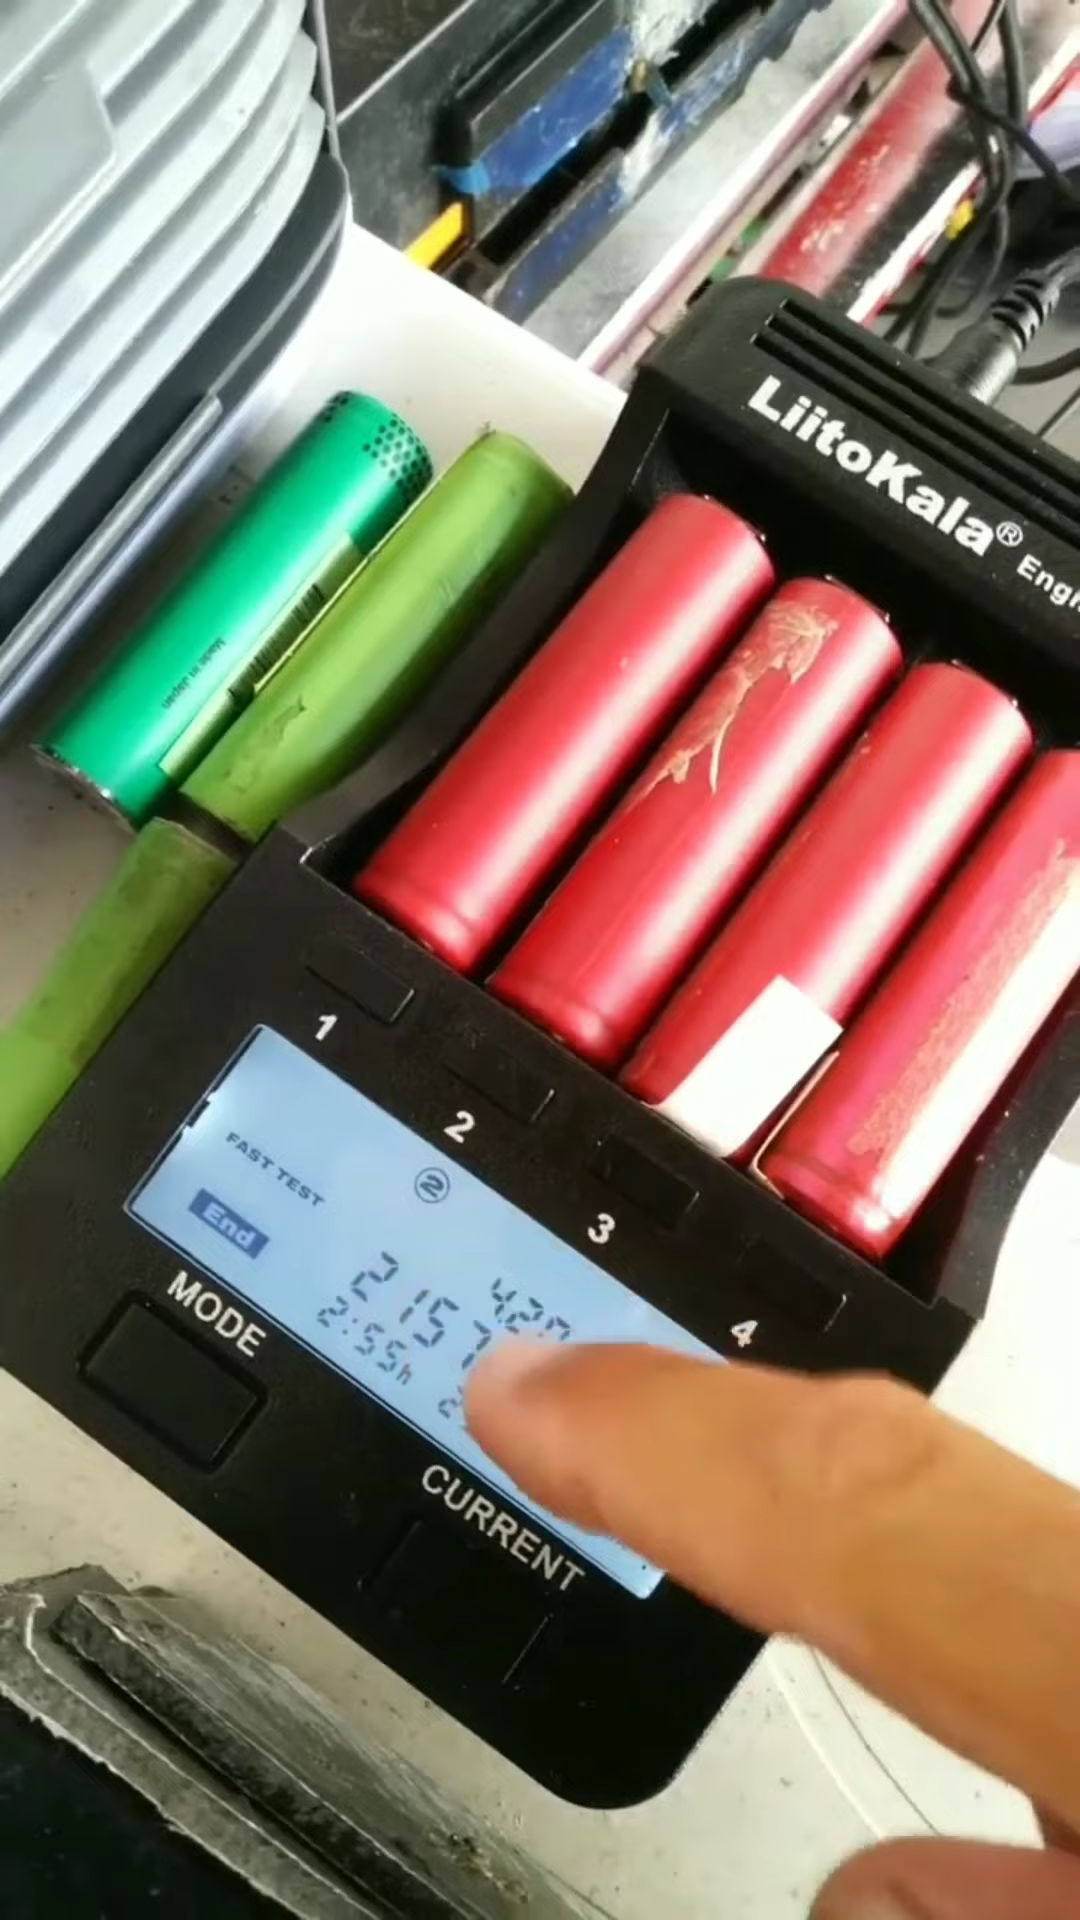 LiitoKala®
Made in Japan
1
2
3
4
FAST TEST
②
End
4.20
2157
2:55h
MODE
CURRENT